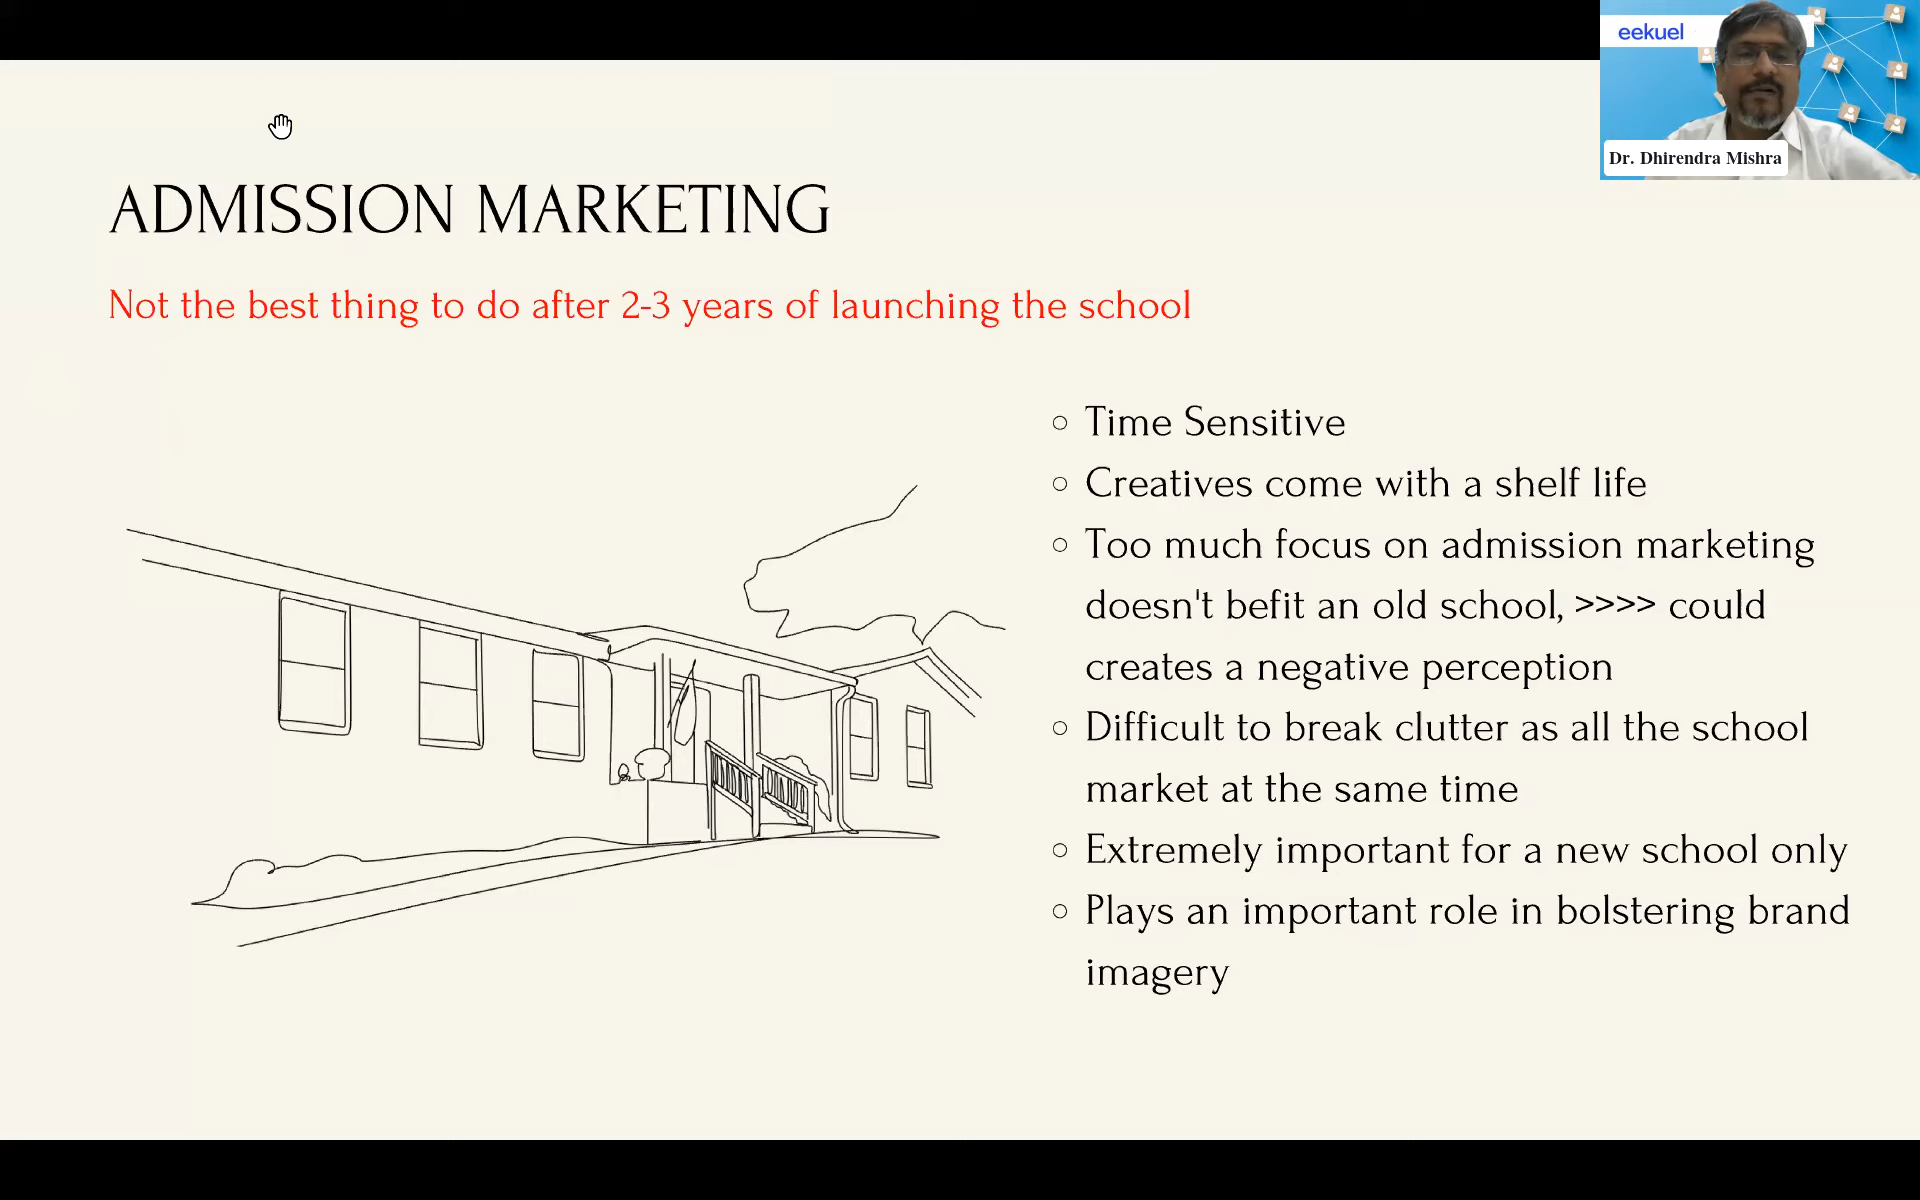 eekuel
Dr. Dhirendra Mishra
ADMISSION MARKETING
Not the best thing to do after 2-3 years of launching the school
Time Sensitive
Creatives come with a shelf life
Too much focus on admission marketing
doesn't befit an old school, >>>> could
creates a negative perception
Difficult to break clutter as all the school
market at the same time
Extremely important for a new school only
Plays an important role in bolstering brand
imagery